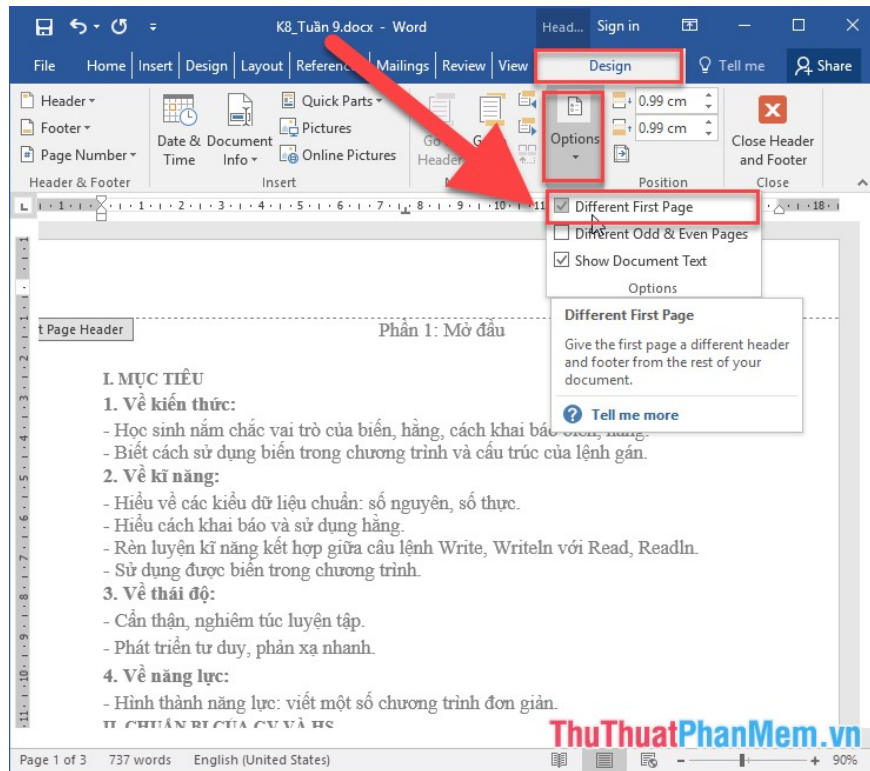 K8_Tuần 9.docx - Word
Head...
Sign in
File
Home
Insert
Design
Layout
Mailings
Review
View
Design
Tell me
Share
Header
Footer
Page Number
Header & Footer
Date & Time
Document Info
Quick Parts
Pictures
Online Pictures
Insert
Options
0.99 cm
0.99 cm
Position
Close Header and Footer
Close
Different First Page
Different Odd & Even Pages
Show Document Text
Options
Different First Page
Give the first page a different header
and footer from the rest of your
document.
Tell me more
t Page Header
Phần 1: Mở đầu
I. MỤC TIÊU
1. Về kiến thức:
- Học sinh nắm chắc vai trò của biến, hằng, cách khai báo biến, hằng.
- Biết cách sử dụng biến trong chương trình và cấu trúc của lệnh gán.
2. Về kĩ năng:
- Hiểu về các kiểu dữ liệu chuẩn: số nguyên, số thực.
- Hiểu cách khai báo và sử dụng hằng.
- Rèn luyện kĩ năng kết hợp giữa câu lệnh Write, Writeln với Read, Readln.
- Sử dụng được biến trong chương trình.
3. Về thái độ:
- Cẩn thận, nghiêm túc luyện tập.
- Phát triển tư duy, phản xạ nhanh.
4. Về năng lực:
- Hình thành năng lực: viết một số chương trình đơn giản.
II. CHUẨN BỊ CỦA GV VÀ HS
ThuThuatPhanMem.vn
Page 1 of 3
737 words
English (United States)
90%